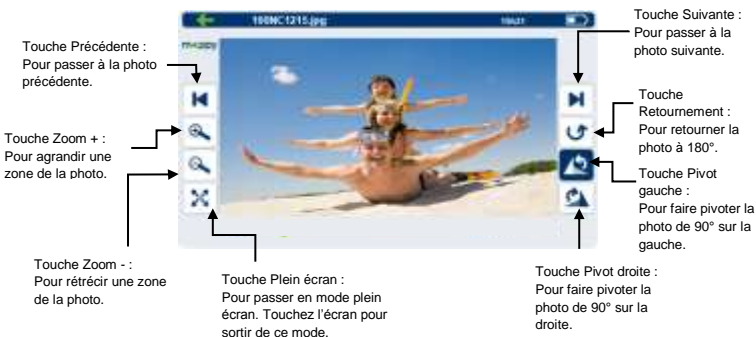 Touche Précédente :
Pour passer à la photo
précédente.
Touche Zoom + :
Pour agrandir une
zone de la photo.
Touche Zoom - :
Pour rétrécir une zone
de la photo.
Touche Plein écran :
Pour passer en mode plein
écran. Touchez l'écran pour
sortir de ce mode.
Touche Suivante :
Pour passer à la
photo suivante.
Touche
Retournement :
Pour retourner la
photo à 180°.
Touche Pivot
gauche :
Pour faire pivoter la
photo de 90° sur la
gauche.
Touche Pivot droite :
Pour faire pivoter la
photo de 90° sur la
droite.